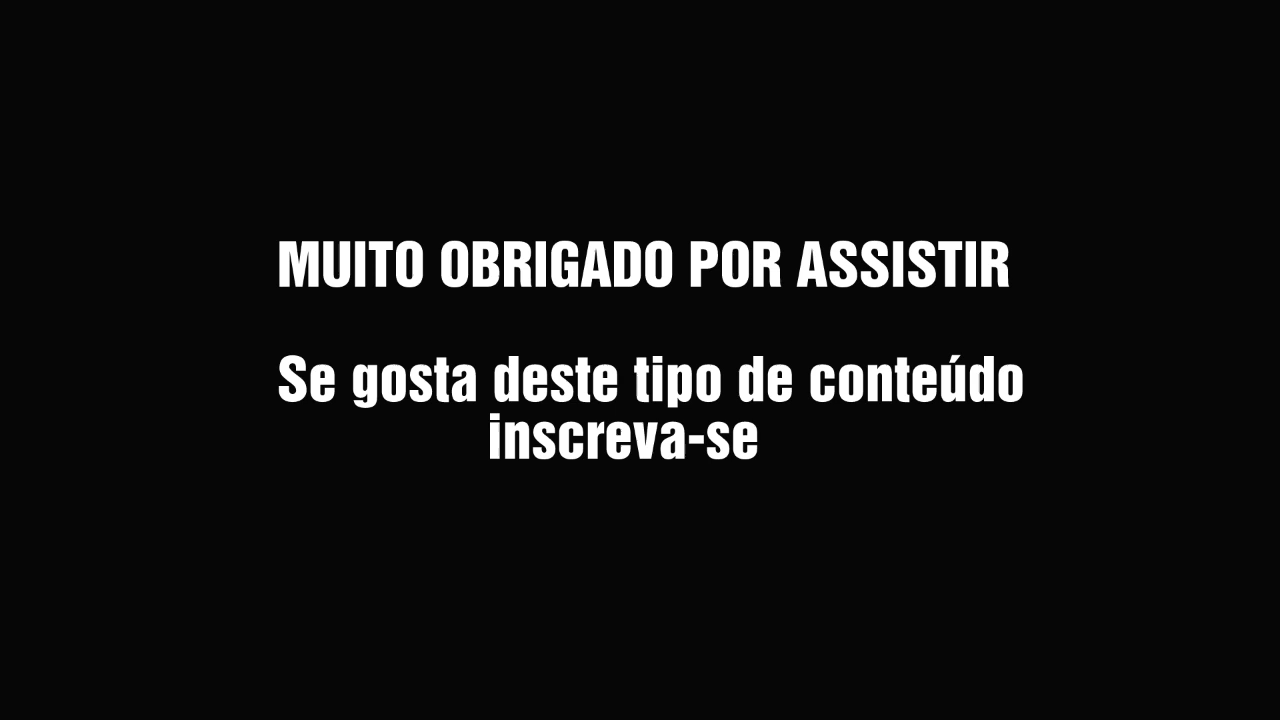 MUITO OBRIGADO POR ASSISTIR
Se gosta deste tipo de conteúdo
inscreva-se